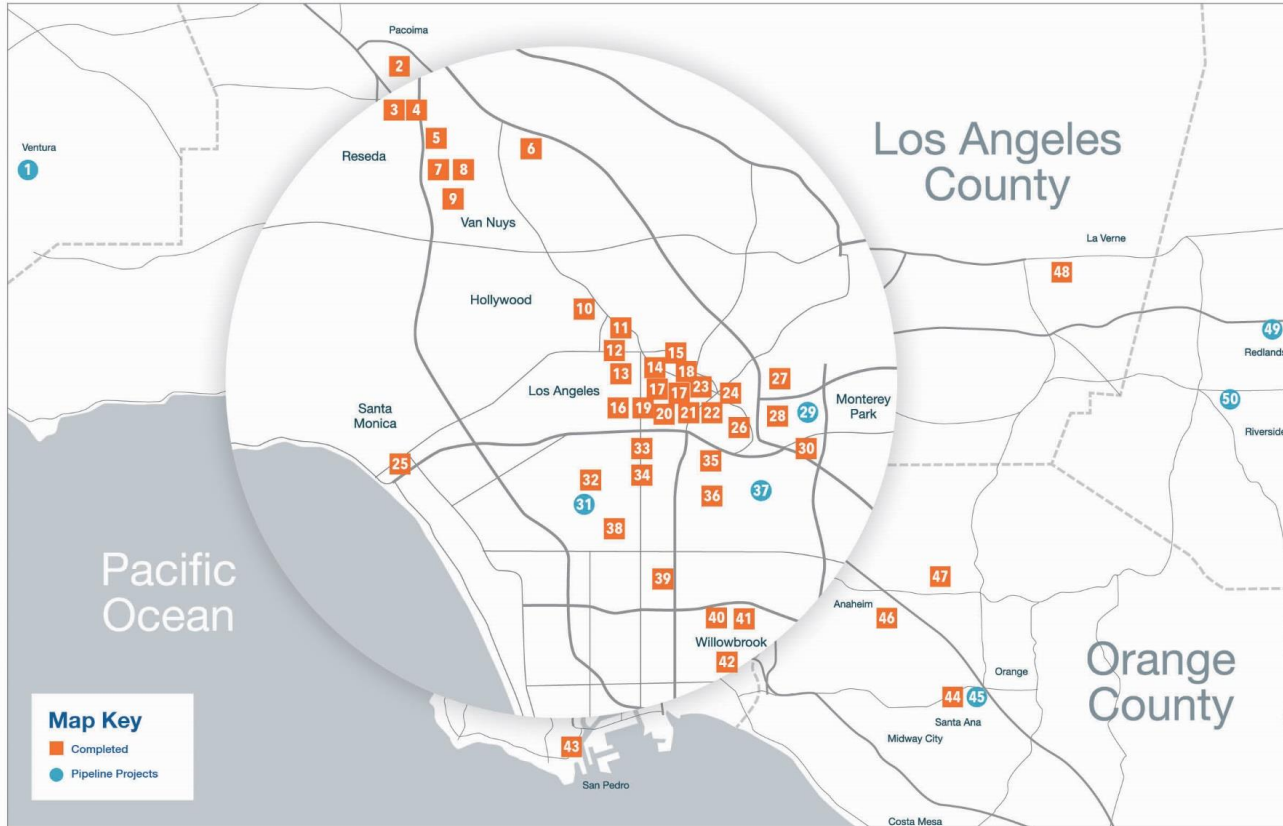 Pacoima
2
3
4
5
6
Ventura
1
Reseda
7
8
9
Van Nuys
Los Angeles
County
La Verne
48
Hollywood
10
11
12
13
14
15
18
17
17
23
24
27
49
Redlands
Los Angeles
16
19
20
21
22
26
28
29
Monterey
Park
50
Riverside
Santa
Monica
25
33
35
30
32
34
31
36
37
38
Pacific
Ocean
39
47
Anaheim
46
40
41
Willowbrook
42
Orange
County
Orange
44
45
Santa Ana
Midway City
Map Key
Completed
Pipeline Projects
43
San Pedro
Costa Mesa